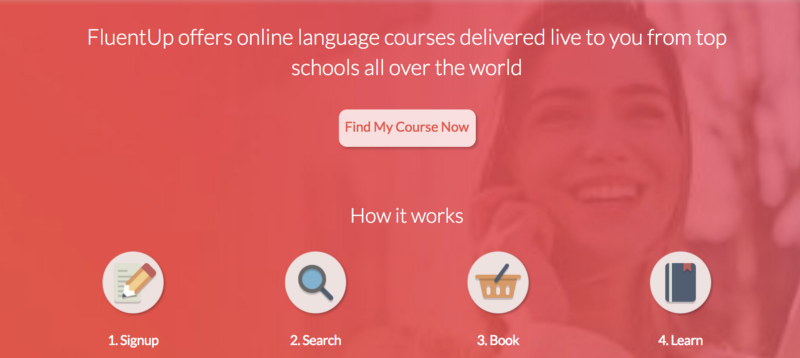 FluentUp offers online language courses delivered live to you from top
schools all over the world
Find My Course Now
How it works
1. Signup
2. Search
3. Book
4. Learn